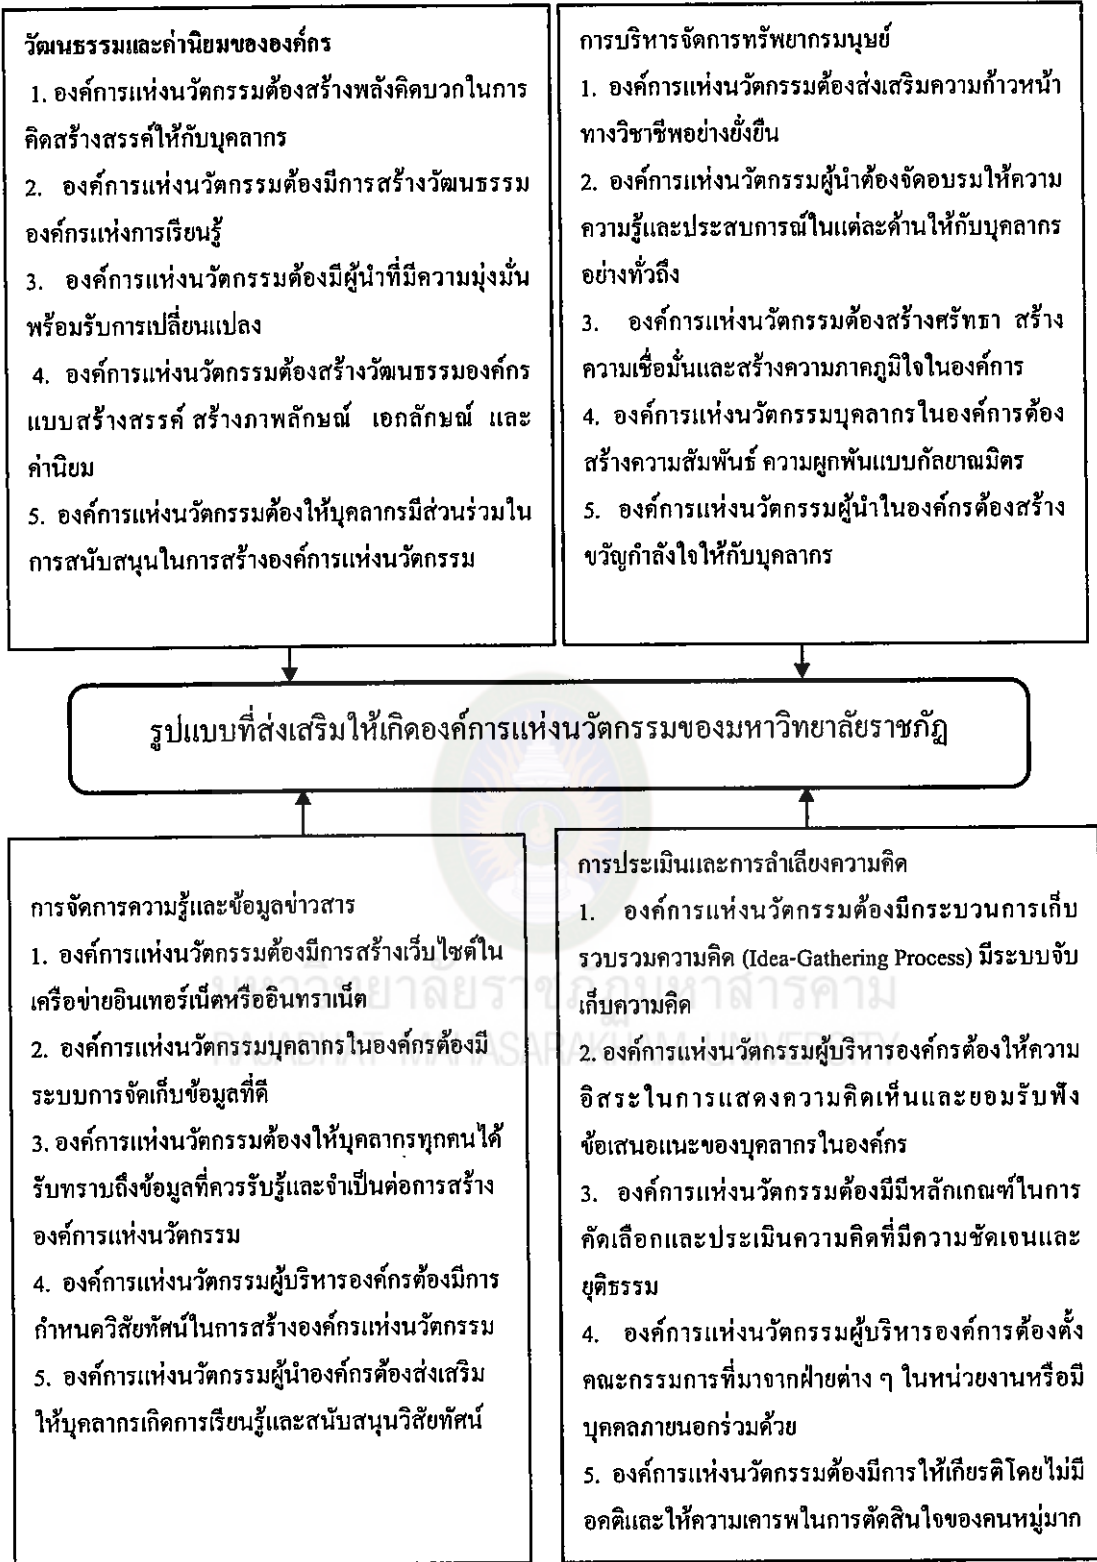 วัฒนธรรมและค่านิยมขององค์กร
1. องค์การแห่งนวัตกรรมต้องสร้างพลังคิดบวกในการ
คิดสร้างสรรค์ให้กับบุคลากร
2. องค์การแห่งนวัตกรรมต้องมีการสร้างวัฒนธรรม
องค์กรแห่งการเรียนรู้
3. องค์การแห่งนวัตกรรมต้องมีผู้นำที่มีความมุ่งมั่น
พร้อมรับการเปลี่ยนแปลง
4. องค์การแห่งนวัตกรรมต้องสร้างวัฒนธรรมองค์กร
แบบสร้างสรรค์ สร้างภาพลักษณ์ เอกลักษณ์ และ
ค่านิยม
5. องค์การแห่งนวัตกรรมต้องให้บุคลากรมีส่วนร่วมใน
การสนับสนุนในการสร้างองค์การแห่งนวัตกรรม
การบริหารจัดการทรัพยากรมนุษย์
1. องค์การแห่งนวัตกรรมต้องส่งเสริมความก้าวหน้า
ทางวิชาชีพอย่างยั่งยืน
2. องค์การแห่งนวัตกรรมผู้นำต้องจัดอบรมให้ความ
ความรู้และประสบการณ์ในแต่ละด้านให้กับบุคลากร
อย่างทั่วถึง
3. องค์การแห่งนวัตกรรมต้องสร้างศรัทธา สร้าง
ความเชื่อมั่นและสร้างความภาคภูมิใจในองค์การ
4. องค์การแห่งนวัตกรรมบุคลากรในองค์การต้อง
สร้างความสัมพันธ์ ความผูกพันแบบกัลยาณมิตร
5. องค์การแห่งนวัตกรรมผู้นำในองค์กรต้องสร้าง
ขวัญกำลังใจให้กับบุคลากร
รูปแบบที่ส่งเสริมให้เกิดองค์การแห่งนวัตกรรมของมหาวิทยาลัยราชภัฏ
การจัดการความรู้และข้อมูลข่าวสาร
1. องค์การแห่งนวัตกรรมต้องมีการสร้างเว็บไซต์ใน
เครือข่ายอินเทอร์เน็ตหรืออินทราเน็ต
2. องค์การแห่งนวัตกรรมบุคลากรในองค์กรต้องมี
ระบบการจัดเก็บข้อมูลที่ดี
3. องค์การแห่งนวัตกรรมต้องงให้บุคลากรทุกคนได้
รับทราบถึงข้อมูลที่ควรรับรู้และจำเป็นต่อการสร้าง
องค์การแห่งนวัตกรรม
4. องค์การแห่งนวัตกรรมผู้บริหารองค์กรต้องมีการ
กำหนดวิสัยทัศน์ในการสร้างองค์กรแห่งนวัตกรรม
5. องค์การแห่งนวัตกรรมผู้นำองค์กรต้องส่งเสริม
ให้บุคลากรเกิดการเรียนรู้และสนับสนุนวิสัยทัศน์
การประเมินและการลำเลียงความคิด
1. องค์การแห่งนวัตกรรมต้องมีกระบวนการเก็บ
รวบรวมความคิด (Idea-Gathering Process) มีระบบจับ
เก็บความคิด
2. องค์การแห่งนวัตกรรมผู้บริหารองค์กรต้องให้ความ
อิสระในการแสดงความคิดเห็นและยอมรับฟัง
ข้อเสนอแนะของบุคลากรในองค์กร
3. องค์การแห่งนวัตกรรมต้องมีมีหลักเกณฑ์ในการ
คัดเลือกและประเมินความคิดที่มีความชัดเจนและ
ยุติธรรม
4. องค์การแห่งนวัตกรรมผู้บริหารองค์การต้องตั้ง
คณะกรรมการที่มาจากฝ่ายต่าง ๆ ในหน่วยงานหรือมี
บุคคลภายนอกร่วมด้วย
5. องค์การแห่งนวัตกรรมต้องมีการให้เกียรติโดยไม่มี
อคติและให้ความเคารพในการตัดสินใจของคนหมู่มาก
มหาวิทยาลัยราชภัฏมหาสารคาม
RAJABHAT MAHASARAKHAM UNIVERSITY